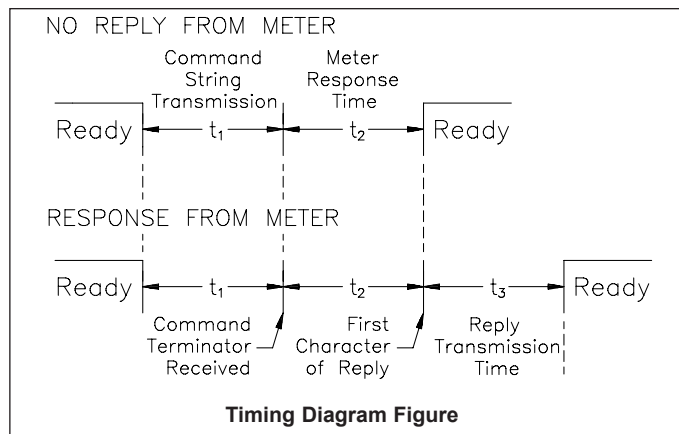 NO REPLY FROM METER
Command
String
Transmission
Meter
Response
Time
Ready
t₁
t₂
Ready
RESPONSE FROM METER
Ready
t₁
t₂
t₃
Ready
Command
Terminator
Received
First
Character
of Reply
Reply
Transmission
Time
Timing Diagram Figure